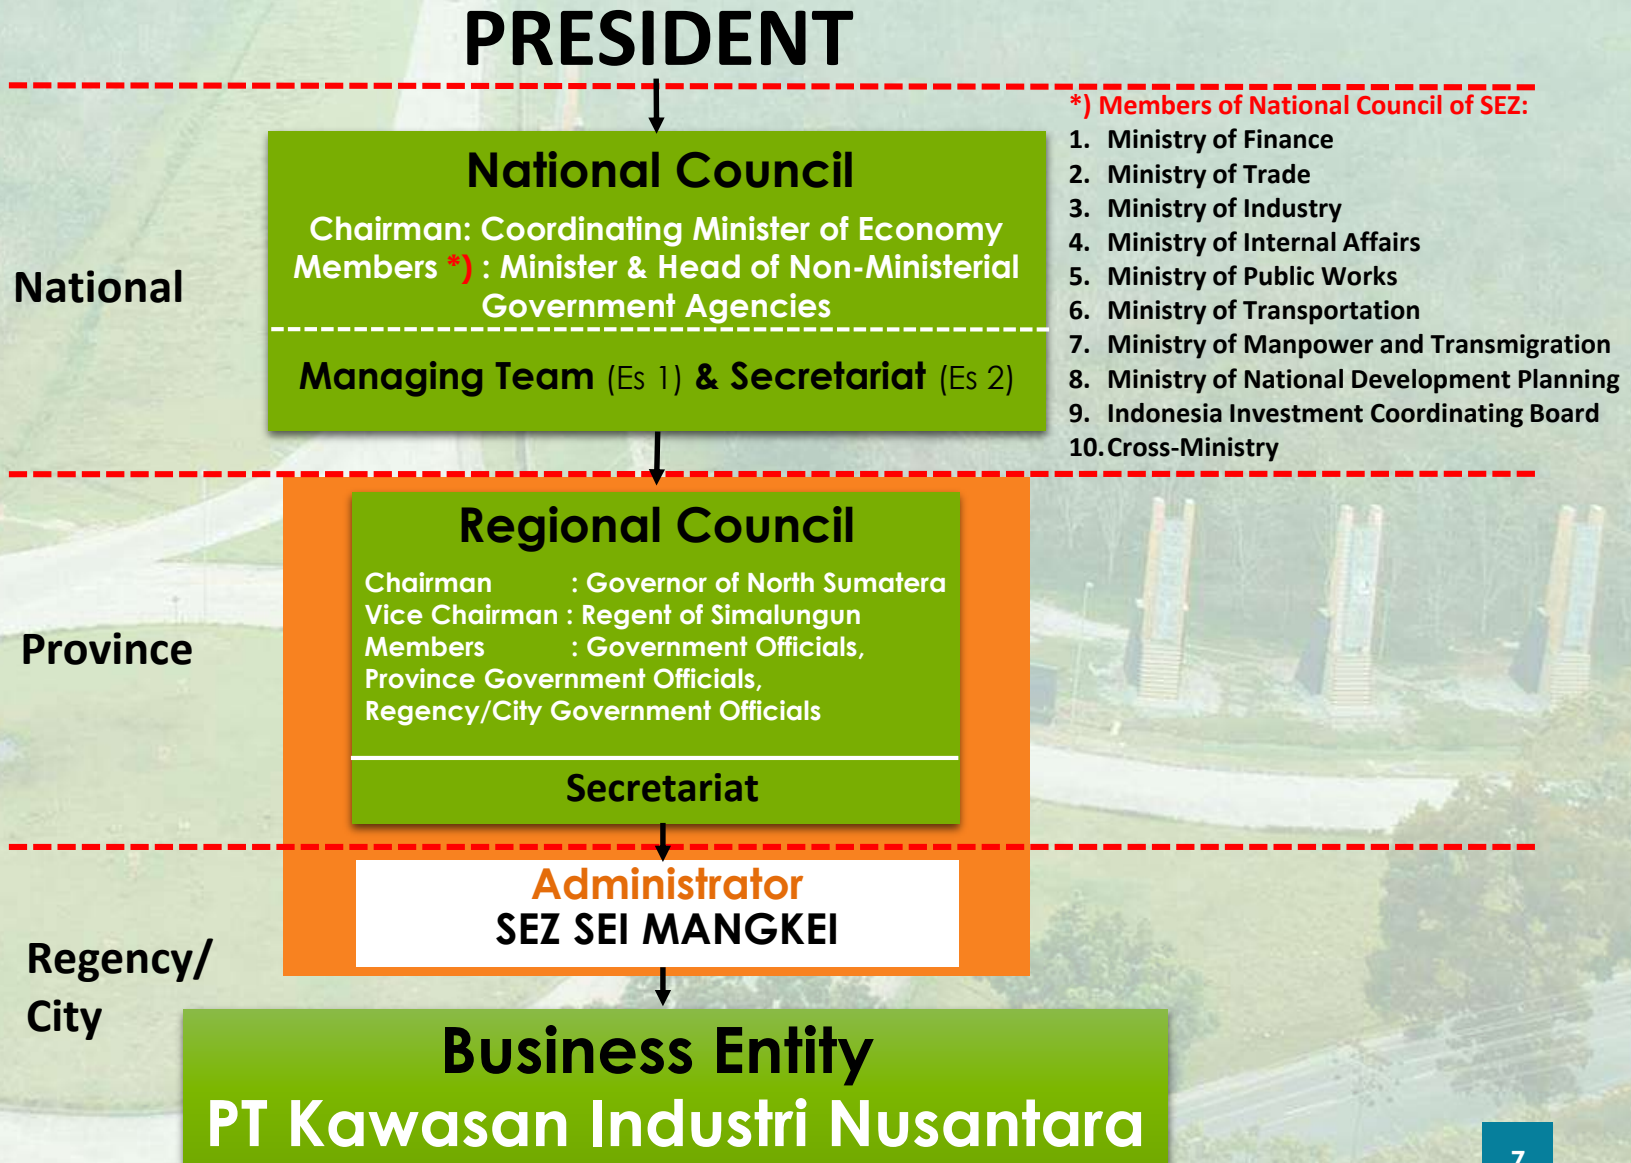 PRESIDENT
National
National Council
Chairman: Coordinating Minister of Economy
Members *) : Minister & Head of Non-Ministerial
Government Agencies
Managing Team (Es 1) & Secretariat (Es 2)
*) Members of National Council of SEZ:
1. Ministry of Finance
2. Ministry of Trade
3. Ministry of Industry
4. Ministry of Internal Affairs
5. Ministry of Public Works
6. Ministry of Transportation
7. Ministry of Manpower and Transmigration
8. Ministry of National Development Planning
9. Indonesia Investment Coordinating Board
10. Cross-Ministry
Province
Regional Council
Chairman : Governor of North Sumatera
Vice Chairman : Regent of Simalungun
Members : Government Officials,
Province Government Officials,
Regency/City Government Officials
Secretariat
Regency/
City
Administrator
SEZ SEI MANGKEI
Business Entity
PT Kawasan Industri Nusantara
7